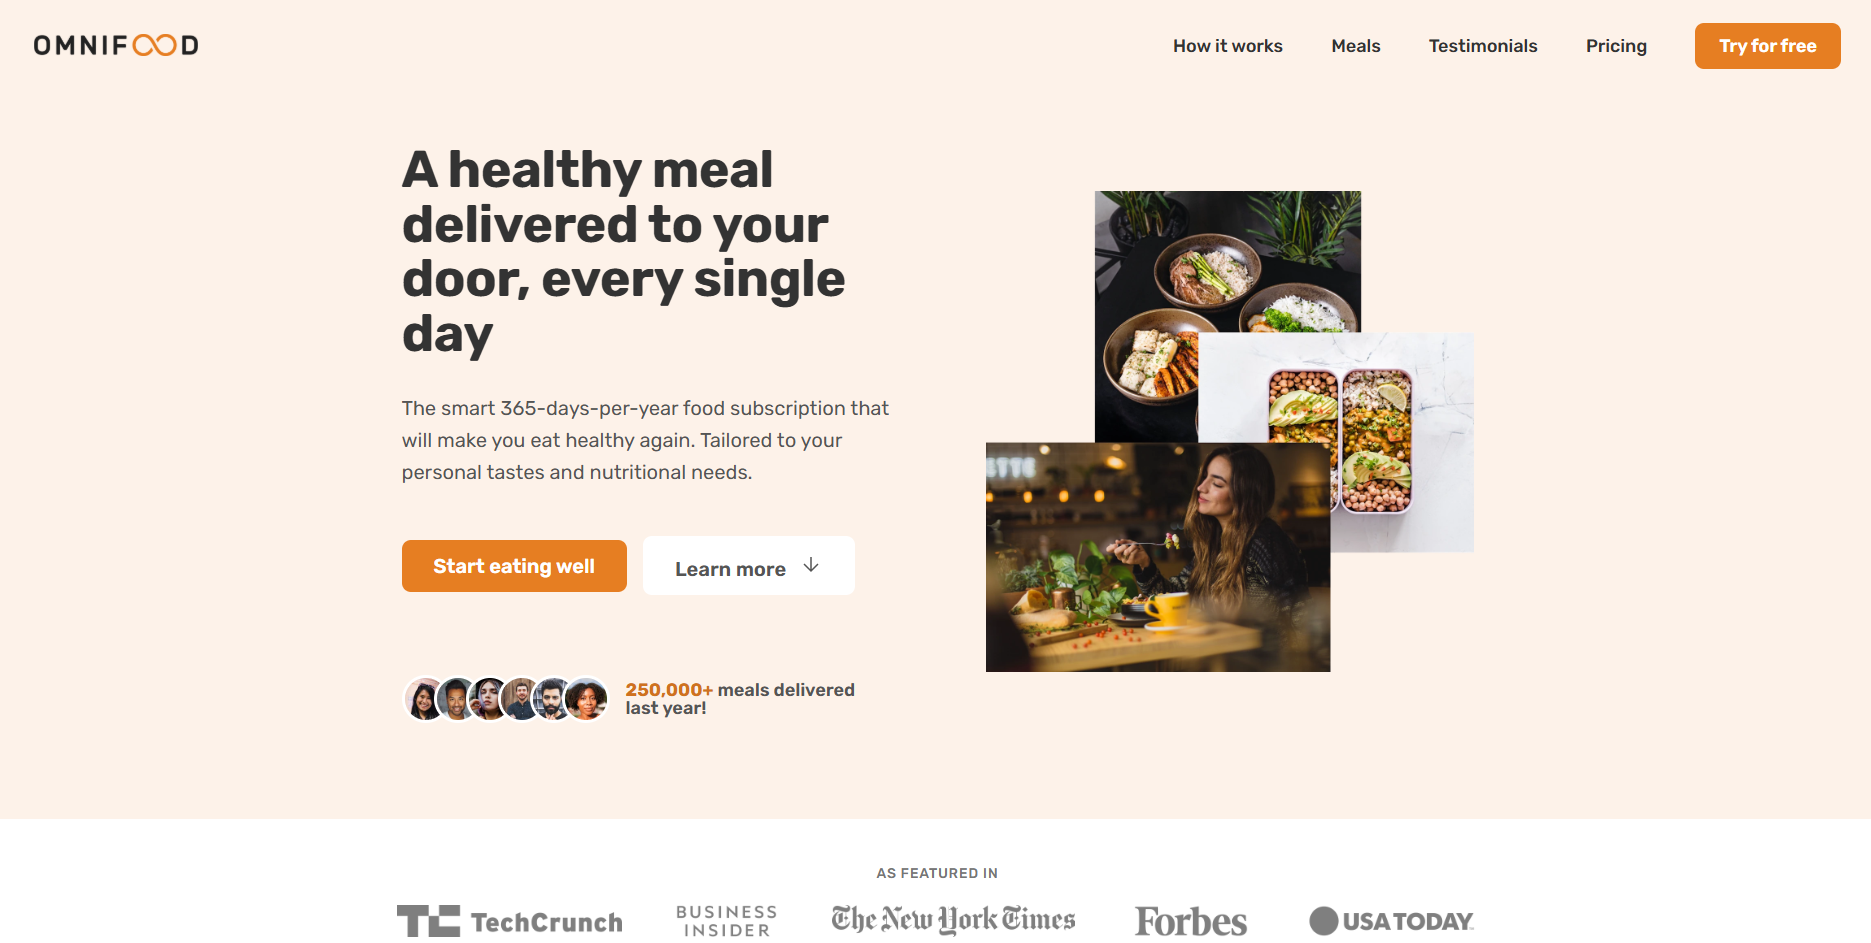 OMNIFOOD
How it works
Meals
Testimonials
Pricing
Try for free
A healthy meal
delivered to your
door, every single
day
The smart 365-days-per-year food subscription that
will make you eat healthy again. Tailored to your
personal tastes and nutritional needs.
Start eating well
Learn more ↓
250,000+ meals delivered
last year!
AS FEATURED IN
TC TechCrunch
BUSINESS
INSIDER
The New York Times
Forbes
USA TODAY